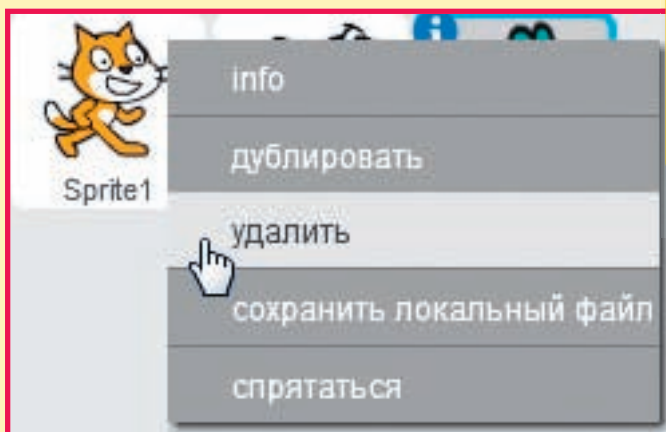 Sprite1
info
дублировать
удалить
сохранить локальный файл
спрятаться